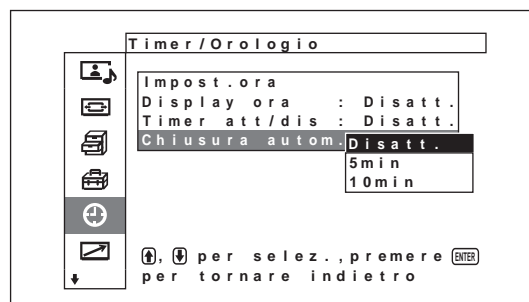 Timer/Orologio
Impost.ora
Display ora : Disatt.
Timer att/dis : Disatt.
Chiusura autom.
Disatt.
5min
10min
, per selez.,premere ENTER
per tornare indietro